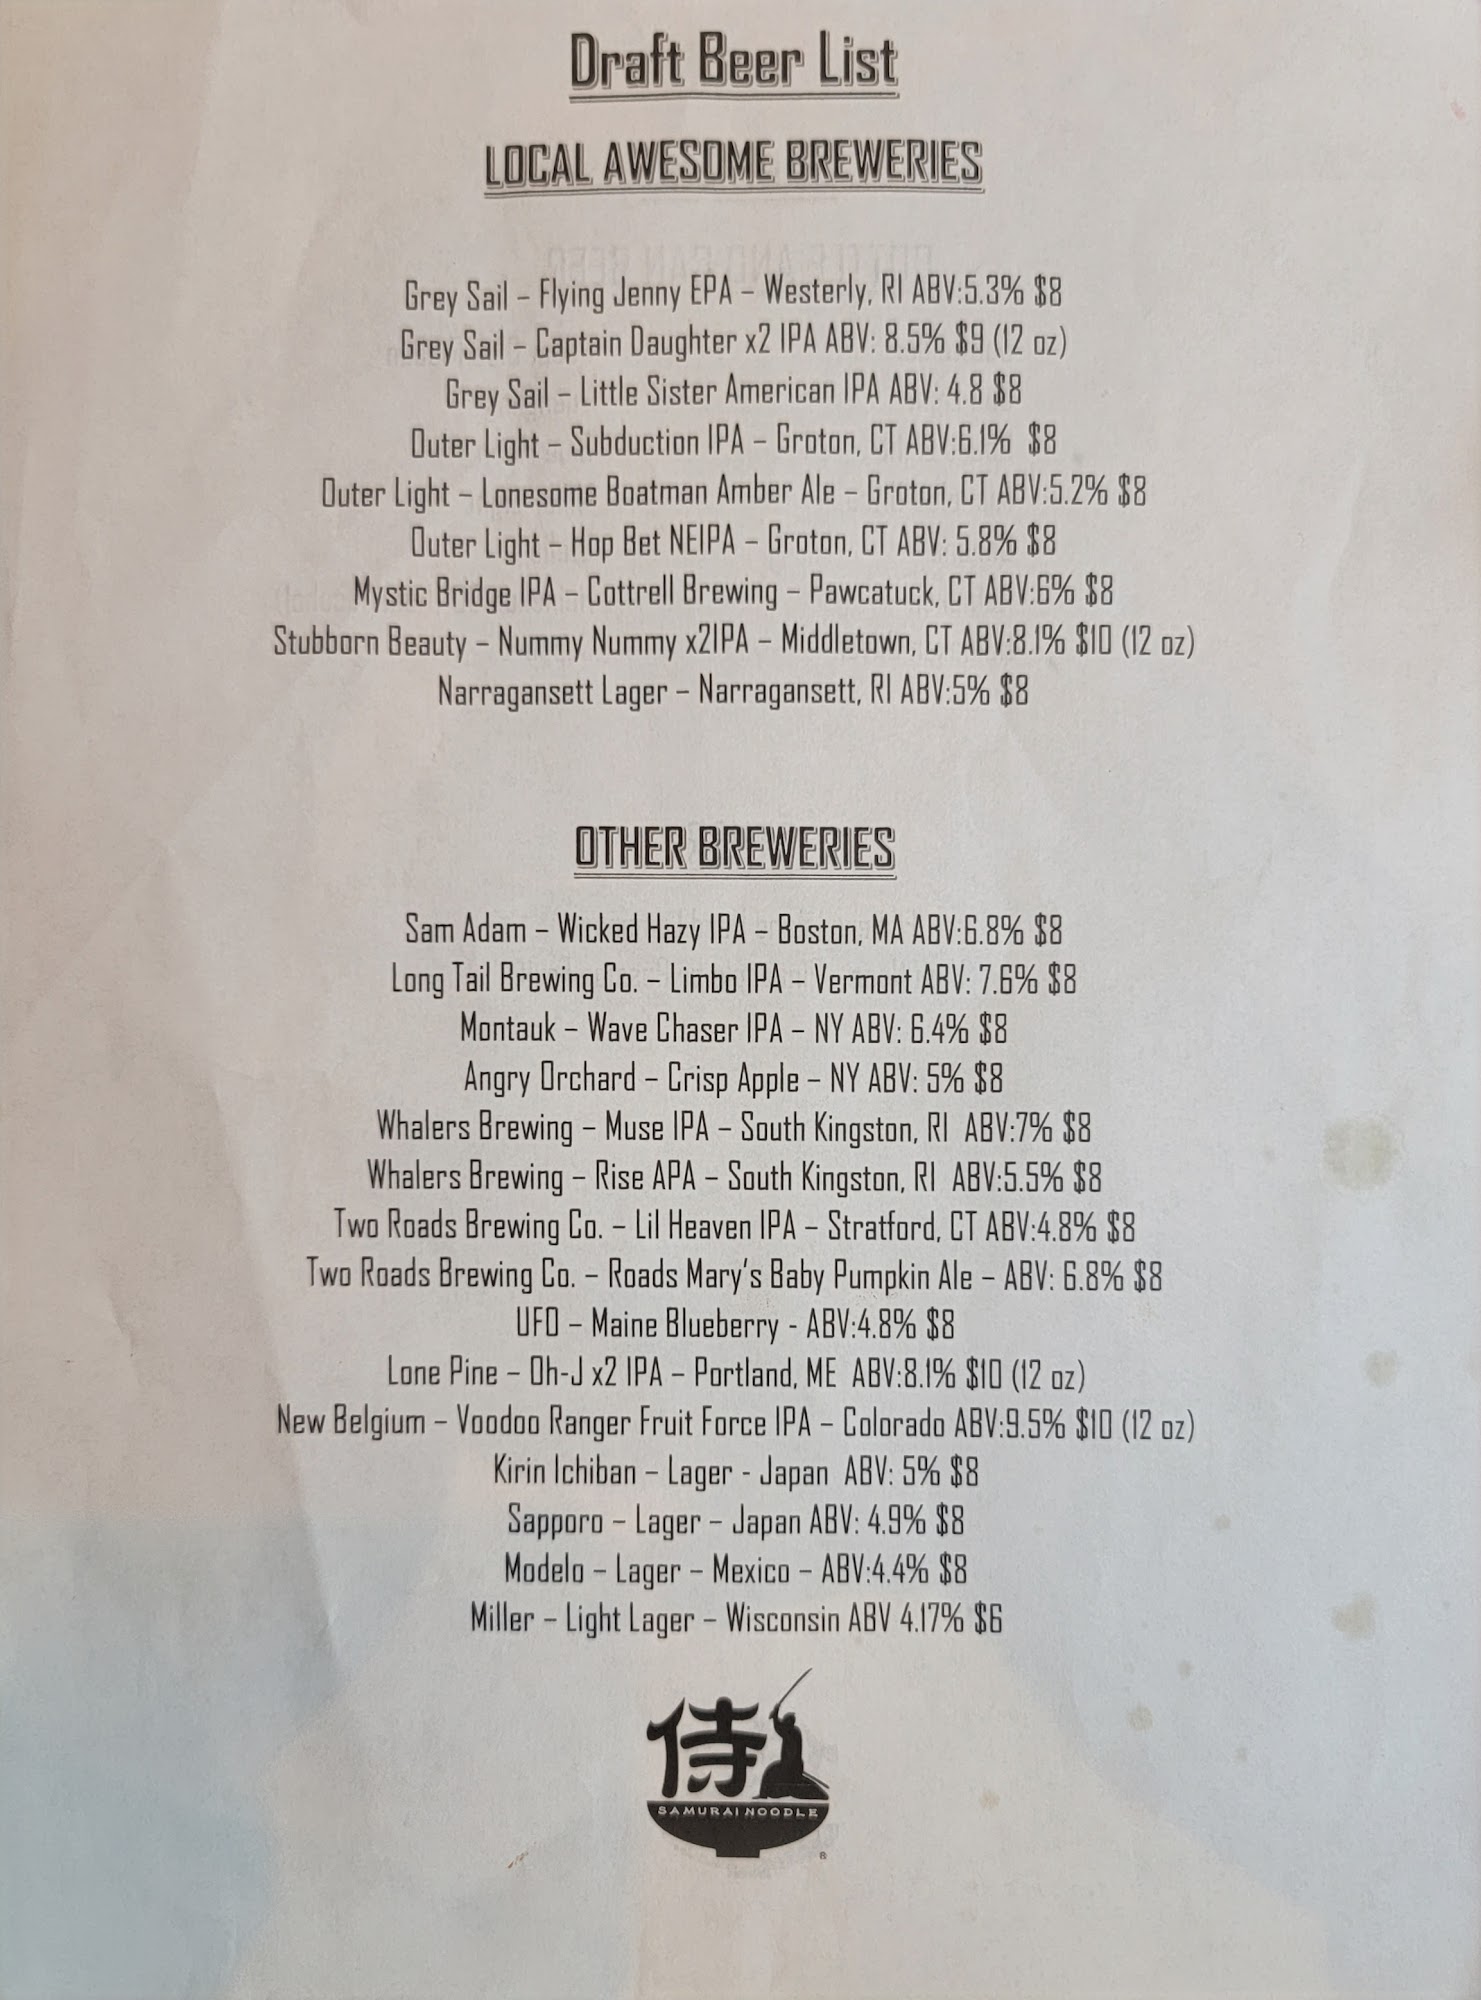 Draft Beer List
LOCAL AWESOME BREWERIES
Grey Sail – Flying Jenny EPA – Westerly, RI ABV:5.3% $8
Grey Sail – Captain Daughter x2 IPA ABV: 8.5% $9 (12 oz)
Grey Sail – Little Sister American IPA ABV: 4.8 $8
Outer Light – Subduction IPA – Groton, CT ABV:6.1%  $8
Outer Light – Lonesome Boatman Amber Ale – Groton, CT ABV:5.2% $8
Outer Light – Hop Bet NEIPA – Groton, CT ABV: 5.8% $8
Mystic Bridge IPA – Cottrell Brewing – Pawcatuck, CT ABV:6% $8
Stubborn Beauty – Nummy Nummy x2IPA – Middletown, CT ABV:8.1% $10 (12 oz)
Narragansett Lager – Narragansett, RI ABV:5% $8
OTHER BREWERIES
Sam Adam – Wicked Hazy IPA – Boston, MA ABV:6.8% $8
Long Tail Brewing Co. – Limbo IPA – Vermont ABV: 7.6% $8
Montauk – Wave Chaser IPA – NY ABV: 6.4% $8
Angry Orchard – Crisp Apple – NY ABV: 5% $8
Whalers Brewing – Muse IPA – South Kingston, RI  ABV:7% $8
Whalers Brewing – Rise APA – South Kingston, RI  ABV:5.5% $8
Two Roads Brewing Co. – Lil Heaven IPA – Stratford, CT ABV:4.8% $8
Two Roads Brewing Co. – Roads Mary's Baby Pumpkin Ale – ABV: 6.8% $8
UFO – Maine Blueberry - ABV:4.8% $8
Lone Pine – Oh-J x2 IPA – Portland, ME  ABV:8.1% $10 (12 oz)
New Belgium – Voodoo Ranger Fruit Force IPA – Colorado ABV:9.5% $10 (12 oz)
Kirin Ichiban – Lager - Japan  ABV: 5% $8
Sapporo – Lager – Japan ABV: 4.9% $8
Modelo – Lager – Mexico – ABV:4.4% $8
Miller – Light Lager – Wisconsin ABV 4.17% $6
侍
SAMURAI NOODLE
®